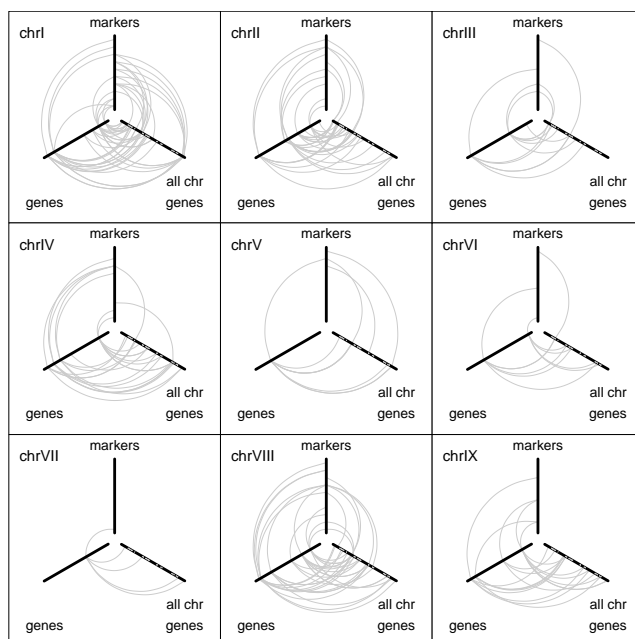 chrI
markers
genes
all chr
genes
chrII
markers
genes
all chr
genes
chrIII
markers
genes
all chr
genes
chrIV
markers
genes
all chr
genes
chrV
markers
genes
all chr
genes
chrVI
markers
genes
all chr
genes
chrVII
markers
genes
all chr
genes
chrVIII
markers
genes
all chr
genes
chrIX
markers
genes
all chr
genes